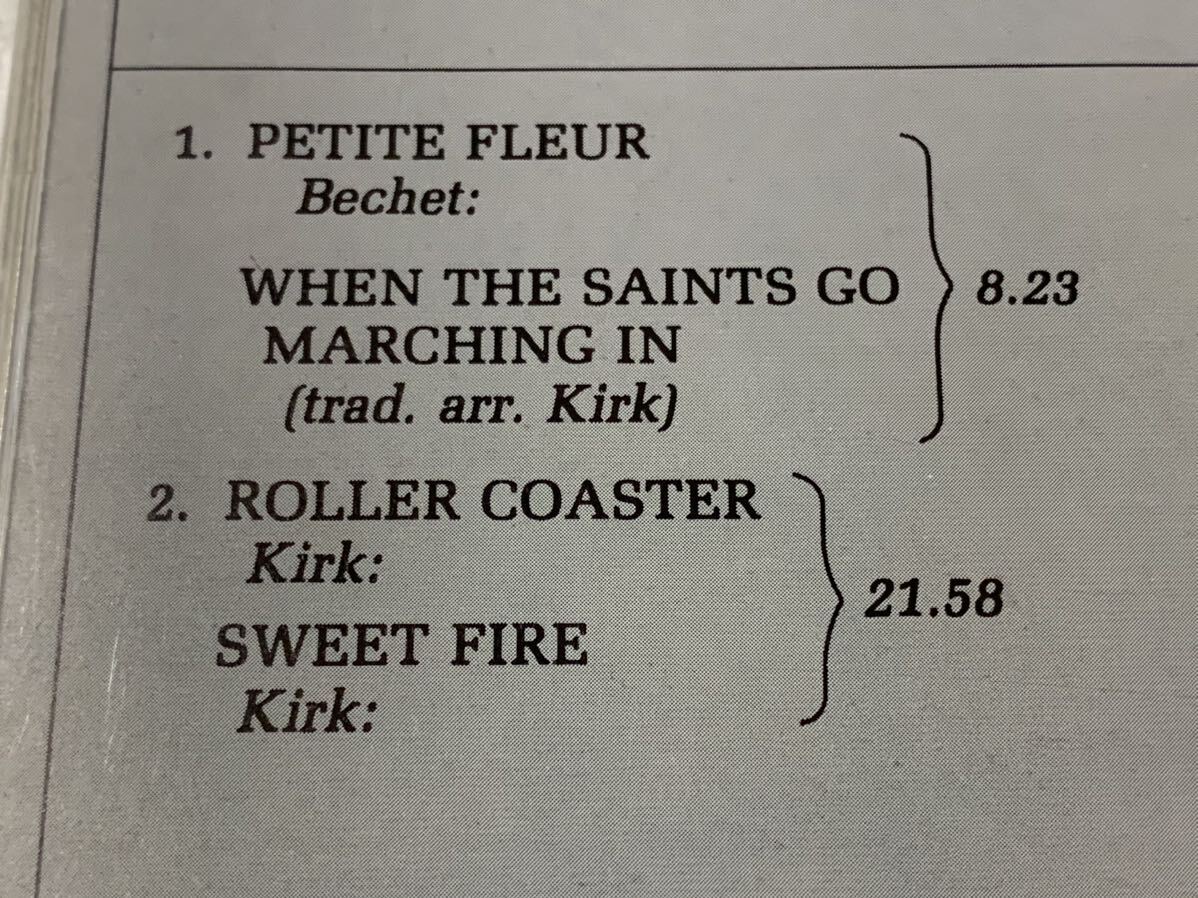 1. PETITE FLEUR
Bechet:
WHEN THE SAINTS GO
MARCHING IN
(trad. arr. Kirk)
8.23
2. ROLLER COASTER
Kirk:
SWEET FIRE
Kirk:
21.58